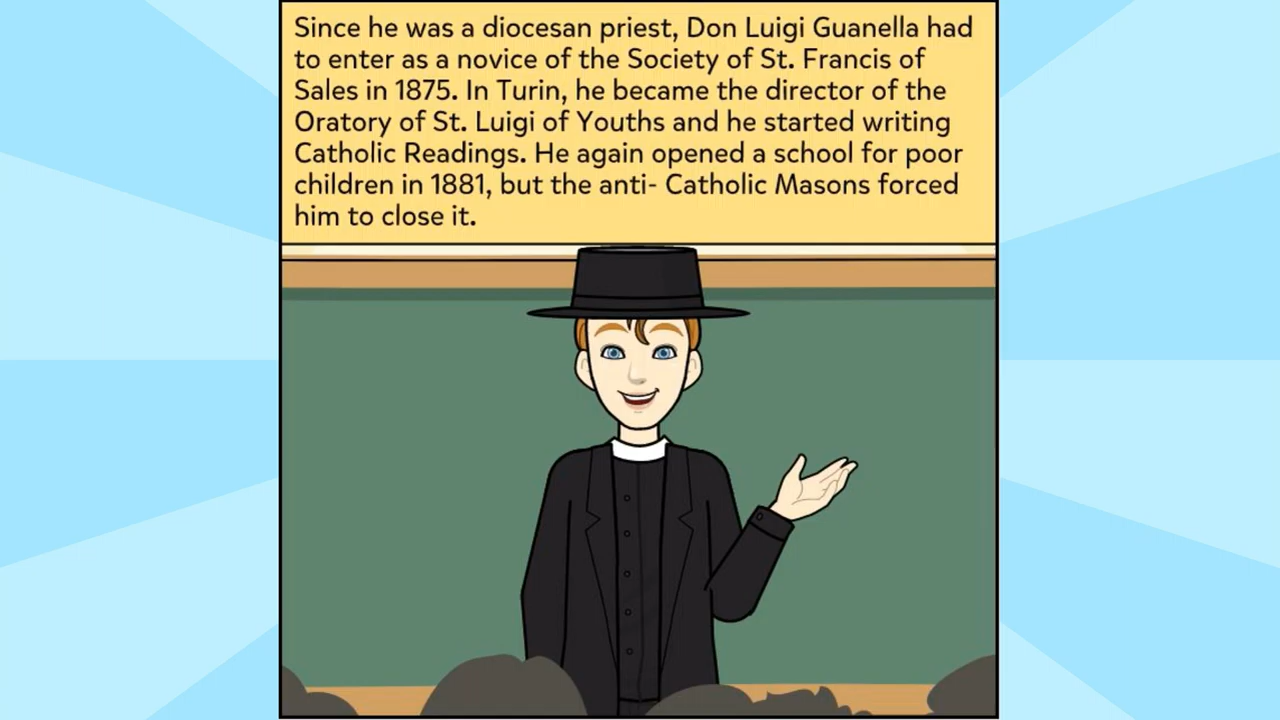 Since he was a diocesan priest, Don Luigi Guanella had
to enter as a novice of the Society of St. Francis of
Sales in 1875. In Turin, he became the director of the
Oratory of St. Luigi of Youths and he started writing
Catholic Readings. He again opened a school for poor
children in 1881, but the anti- Catholic Masons forced
him to close it.